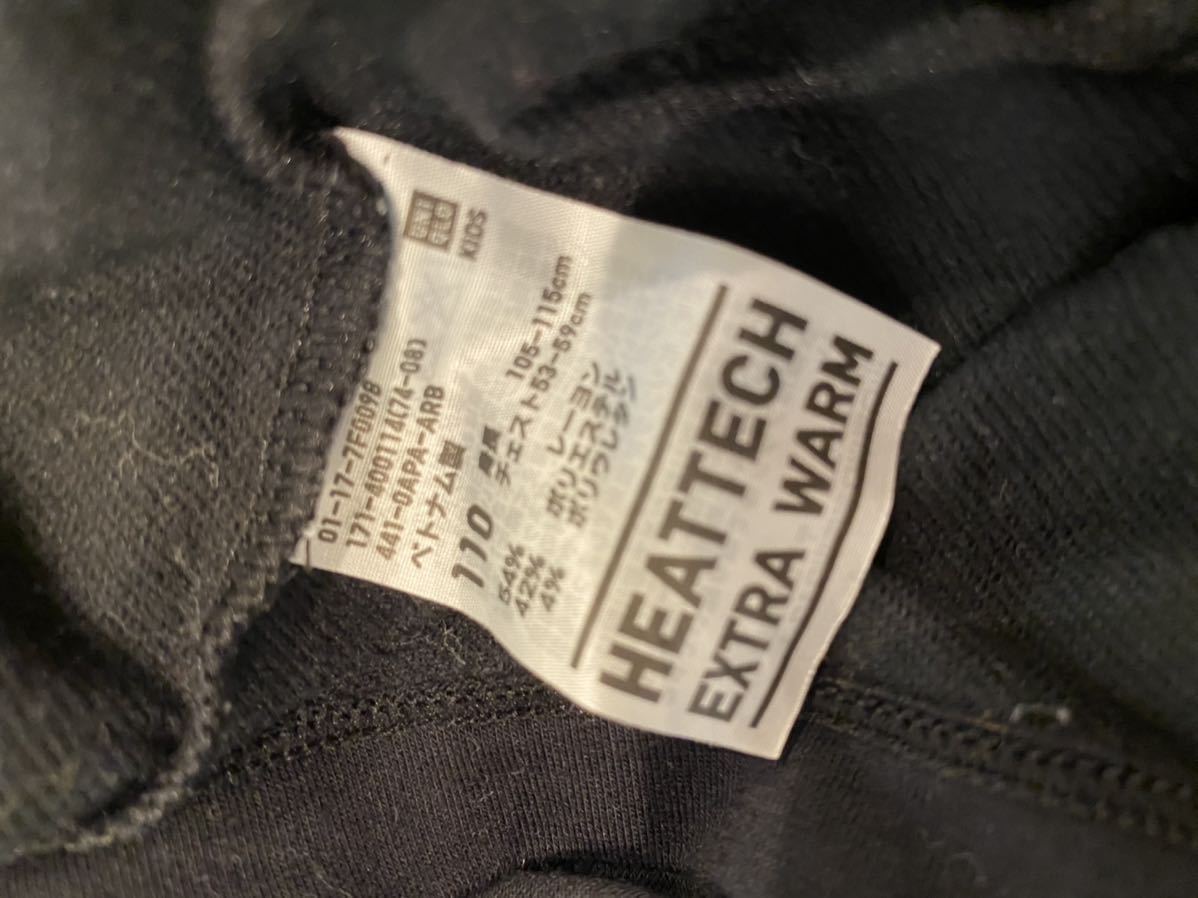 UNI
QLO
KIDS
01-17-7F0098
171-400114(74-08)
441-0APA-ARB
ベトナム製
110 身長 105-115cm
チェスト53-59cm
54% レーヨン
42% ポリエステル
4% ポリウレタン
HEATTECH
EXTRA WARM